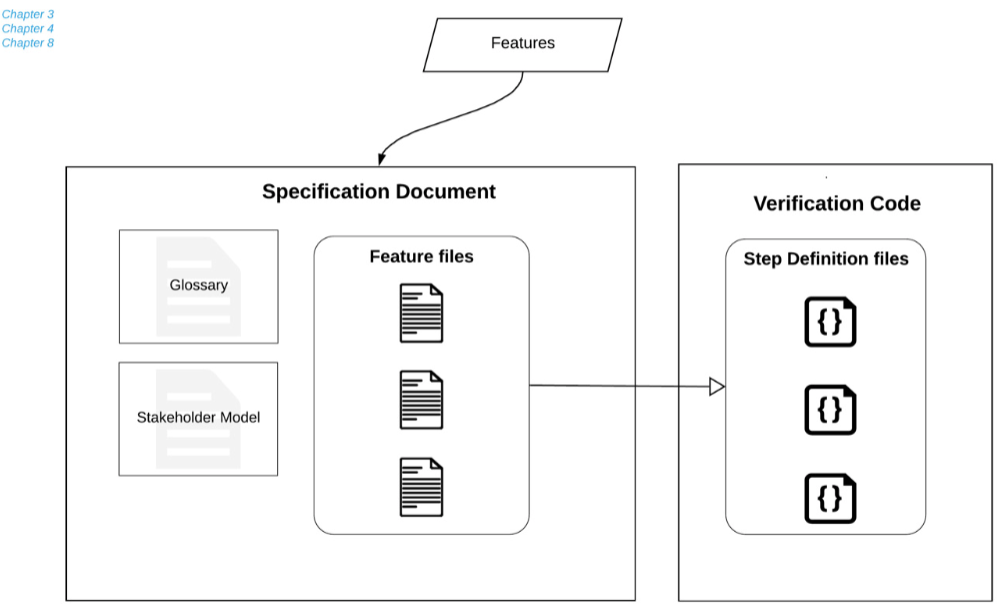 Chapter 3
Chapter 4
Chapter 8
Features
Specification Document
Verification Code
Glossary
Feature files
Step Definition files
{}
{}
{}
Stakeholder Model